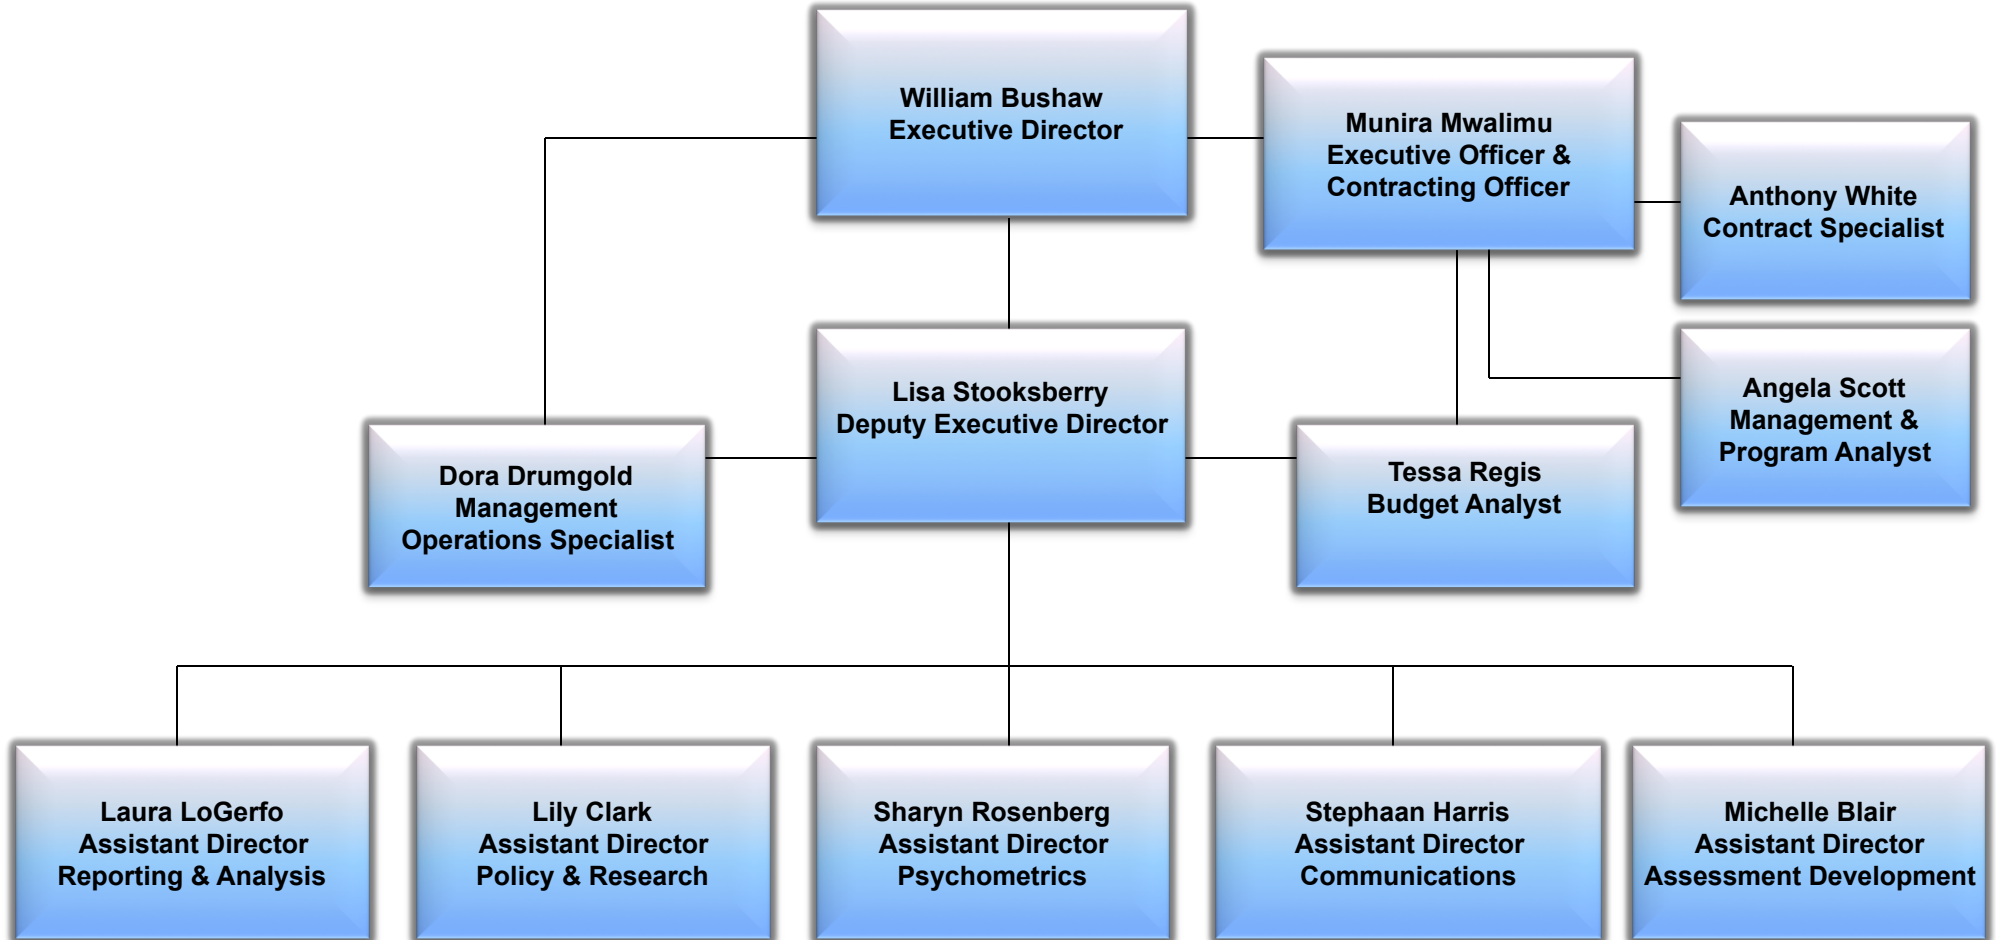 William Bushaw
Executive Director
Munira Mwalimu
Executive Officer &
Contracting Officer
Anthony White
Contract Specialist
Lisa Stooksberry
Deputy Executive Director
Angela Scott
Management &
Program Analyst
Dora Drumgold
Management
Operations Specialist
Tessa Regis
Budget Analyst
Laura LoGerfo
Assistant Director
Reporting & Analysis
Lily Clark
Assistant Director
Policy & Research
Sharyn Rosenberg
Assistant Director
Psychometrics
Stephaan Harris
Assistant Director
Communications
Michelle Blair
Assistant Director
Assessment Development